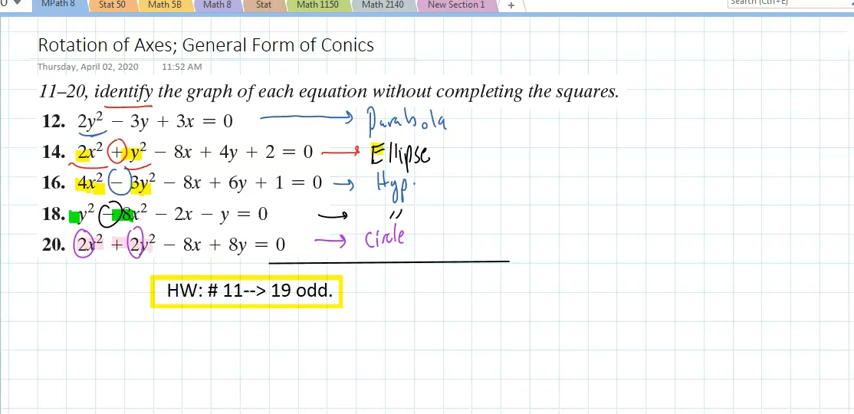 MPath 8 Stat 50 Math 5B Math 8 Stat Math 1150 Math 2140 New Section 1 +
Search (Ctrl+E)
Rotation of Axes; General Form of Conics
Thursday, April 02, 2020 11:52 AM
11–20, identify the graph of each equation without completing the squares.
12. 2y² − 3y + 3x = 0 → Parabola
14. 2x² + y² − 8x + 4y + 2 = 0 → Ellipse
16. 4x² − 3y² − 8x + 6y + 1 = 0 → Hyp.
18. y² − 8x² − 2x − y = 0 → "
20. 2x² + 2y² − 8x + 8y = 0 → Circle
HW: # 11--> 19 odd.